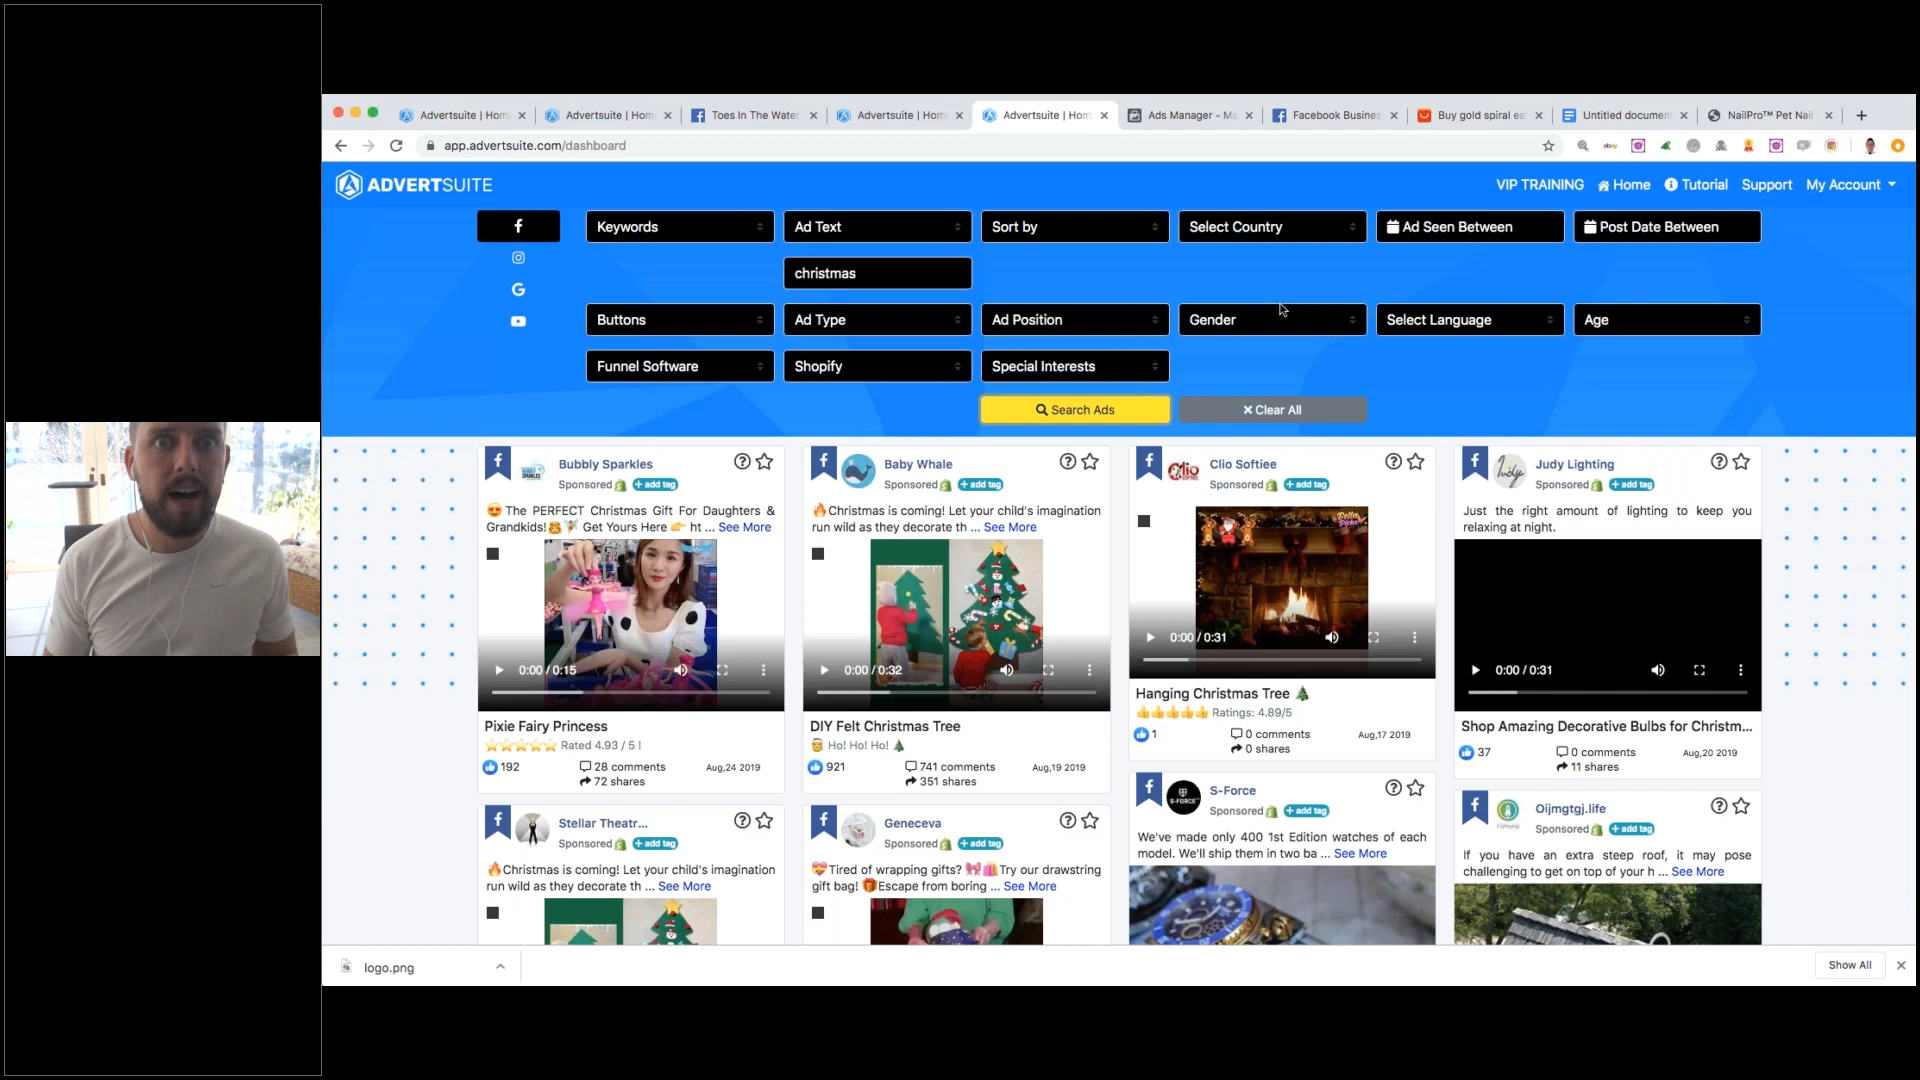 Advertsuite | Hom
Advertsuite | Hom
Toes In The Water
Advertsuite | Hom
Advertsuite | Hom
Ads Manager - Ma
Facebook Busines
Buy gold spiral ea
Untitled documen
NailPro™ Pet Nail
app.advertsuite.com/dashboard
ADVERTSUITE
VIP TRAINING
Home
Tutorial
Support
My Account
Keywords
Ad Text
Sort by
Select Country
Ad Seen Between
Post Date Between
christmas
Buttons
Ad Type
Ad Position
Gender
Select Language
Age
Funnel Software
Shopify
Special Interests
Search Ads
Clear All
Bubbly Sparkles
Sponsored + add tag
😍 The PERFECT Christmas Gift For Daughters &
Grandkids! Get Yours Here 👉 ht ... See More
0:00 / 0:15
Pixie Fairy Princess
⭐⭐⭐⭐⭐ Rated 4.93 / 5 !
192
28 comments
72 shares
Aug,24 2019
Baby Whale
Sponsored + add tag
🔥Christmas is coming! Let your child's imagination
run wild as they decorate th ... See More
0:00 / 0:32
DIY Felt Christmas Tree
🎅 Ho! Ho! Ho! 🎄
921
741 comments
351 shares
Aug,19 2019
Clio
Clio Softiee
Sponsored + add tag
0:00 / 0:31
Hanging Christmas Tree 🎄
👍👍👍👍👍 Ratings: 4.89/5
1
0 comments
0 shares
Aug,17 2019
Judy
Judy Lighting
Sponsored + add tag
Just the right amount of lighting to keep you
relaxing at night.
0:00 / 0:31
Shop Amazing Decorative Bulbs for Christm...
37
0 comments
11 shares
Aug,20 2019
Stellar Theatr...
Sponsored + add tag
🔥Christmas is coming! Let your child's imagination
run wild as they decorate th ... See More
Geneceva
Sponsored + add tag
💝Tired of wrapping gifts? 🎀🛍️Try our drawstring
gift bag! 🎁Escape from boring ... See More
S-FORCE
S-Force
Sponsored + add tag
We've made only 400 1st Edition watches of each
model. We'll ship them in two ba ... See More
Oijmgtgj.life
Sponsored + add tag
If you have an extra steep roof, it may pose
challenging to get on top of your h ... See More
logo.png
Show All